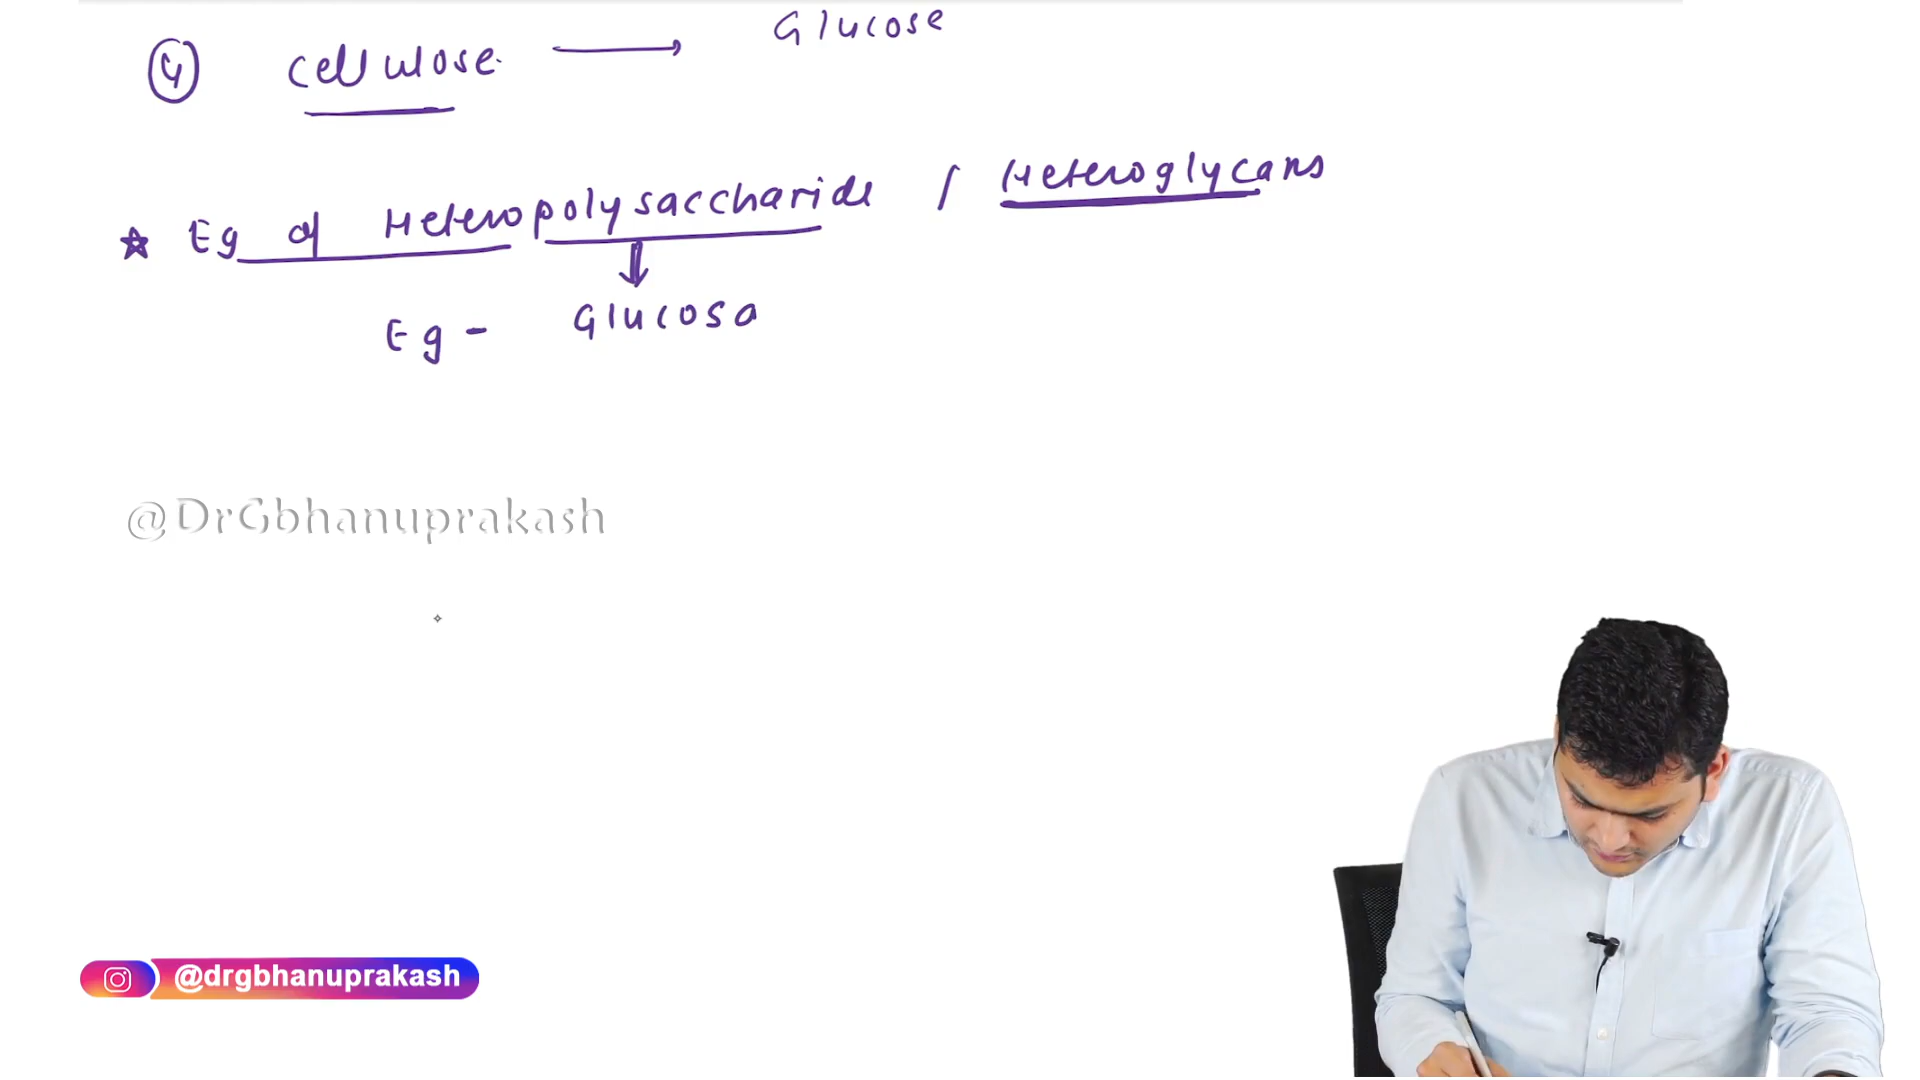 4 Cellulose. → Glucose
☆ Eg of Heteropolysaccharide / Heteroglycans
Eg - Glucosa
@DrGbhanuprakash
@drgbhanuprakash